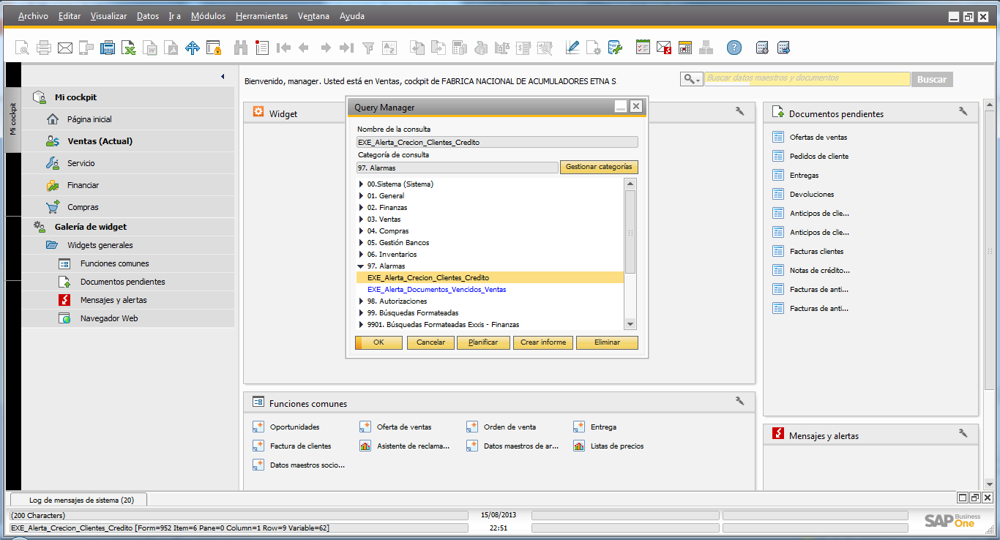 Archivo Editar Visualizar Datos Ir a Módulos Herramientas Ventana Ayuda
Mi cockpit
Mi cockpit
Página inicial
Ventas (Actual)
Servicio
Financiar
Compras
Galería de widget
Widgets generales
Funciones comunes
Documentos pendientes
Mensajes y alertas
Navegador Web
Bienvenido, manager. Usted está en Ventas, cockpit de FABRICA NACIONAL DE ACUMULADORES ETNA S
Buscar datos maestros y documentos
Buscar
Widget
Query Manager
Nombre de la consulta
EXE_Alerta_Crecion_Clientes_Credito
Categoría de consulta
97. Alarmas
Gestionar categorías
00.Sistema (Sistema)
01. General
02. Finanzas
03. Ventas
04. Compras
05. Gestión Bancos
06. Inventarios
97. Alarmas
EXE_Alerta_Crecion_Clientes_Credito
EXE_Alerta_Documentos_Vencidos_Ventas
98. Autorizaciones
99. Búsquedas Formateadas
9901. Búsquedas Formateadas Exxis - Finanzas
OK Cancelar Planificar Crear informe Eliminar
Documentos pendientes
Ofertas de ventas
Pedidos de cliente
Entregas
Devoluciones
Anticipos de clie...
Anticipos de clie...
Facturas clientes
Notas de crédito...
Facturas de anti...
Facturas de anti...
Funciones comunes
Oportunidades Oferta de ventas Orden de venta Entrega
Factura de clientes Asistente de reclama... Datos maestros de ar... Listas de precios
Datos maestros socio...
Mensajes y alertas
Log de mensajes de sistema (20)
(200 Characters) 15/08/2013
EXE_Alerta_Crecion_Clientes_Credito [Form=952 Item=6 Pane=0 Column=1 Row=9 Variable=62] 22:51
SAP Business One